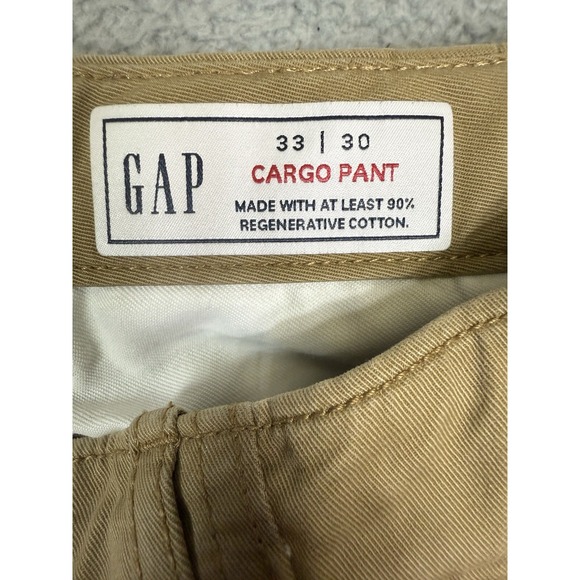 GAP
33 | 30
CARGO PANT
MADE WITH AT LEAST 90%
REGENERATIVE COTTON.